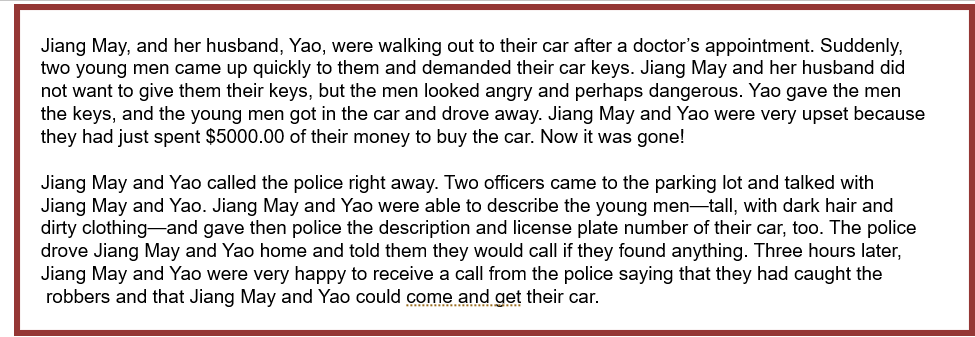 Jiang May, and her husband, Yao, were walking out to their car after a doctor’s appointment. Suddenly,
two young men came up quickly to them and demanded their car keys. Jiang May and her husband did
not want to give them their keys, but the men looked angry and perhaps dangerous. Yao gave the men
the keys, and the young men got in the car and drove away. Jiang May and Yao were very upset because
they had just spent $5000.00 of their money to buy the car. Now it was gone!
Jiang May and Yao called the police right away. Two officers came to the parking lot and talked with
Jiang May and Yao. Jiang May and Yao were able to describe the young men—tall, with dark hair and
dirty clothing—and gave then police the description and license plate number of their car, too. The police
drove Jiang May and Yao home and told them they would call if they found anything. Three hours later,
Jiang May and Yao were very happy to receive a call from the police saying that they had caught the
robbers and that Jiang May and Yao could come and get their car.